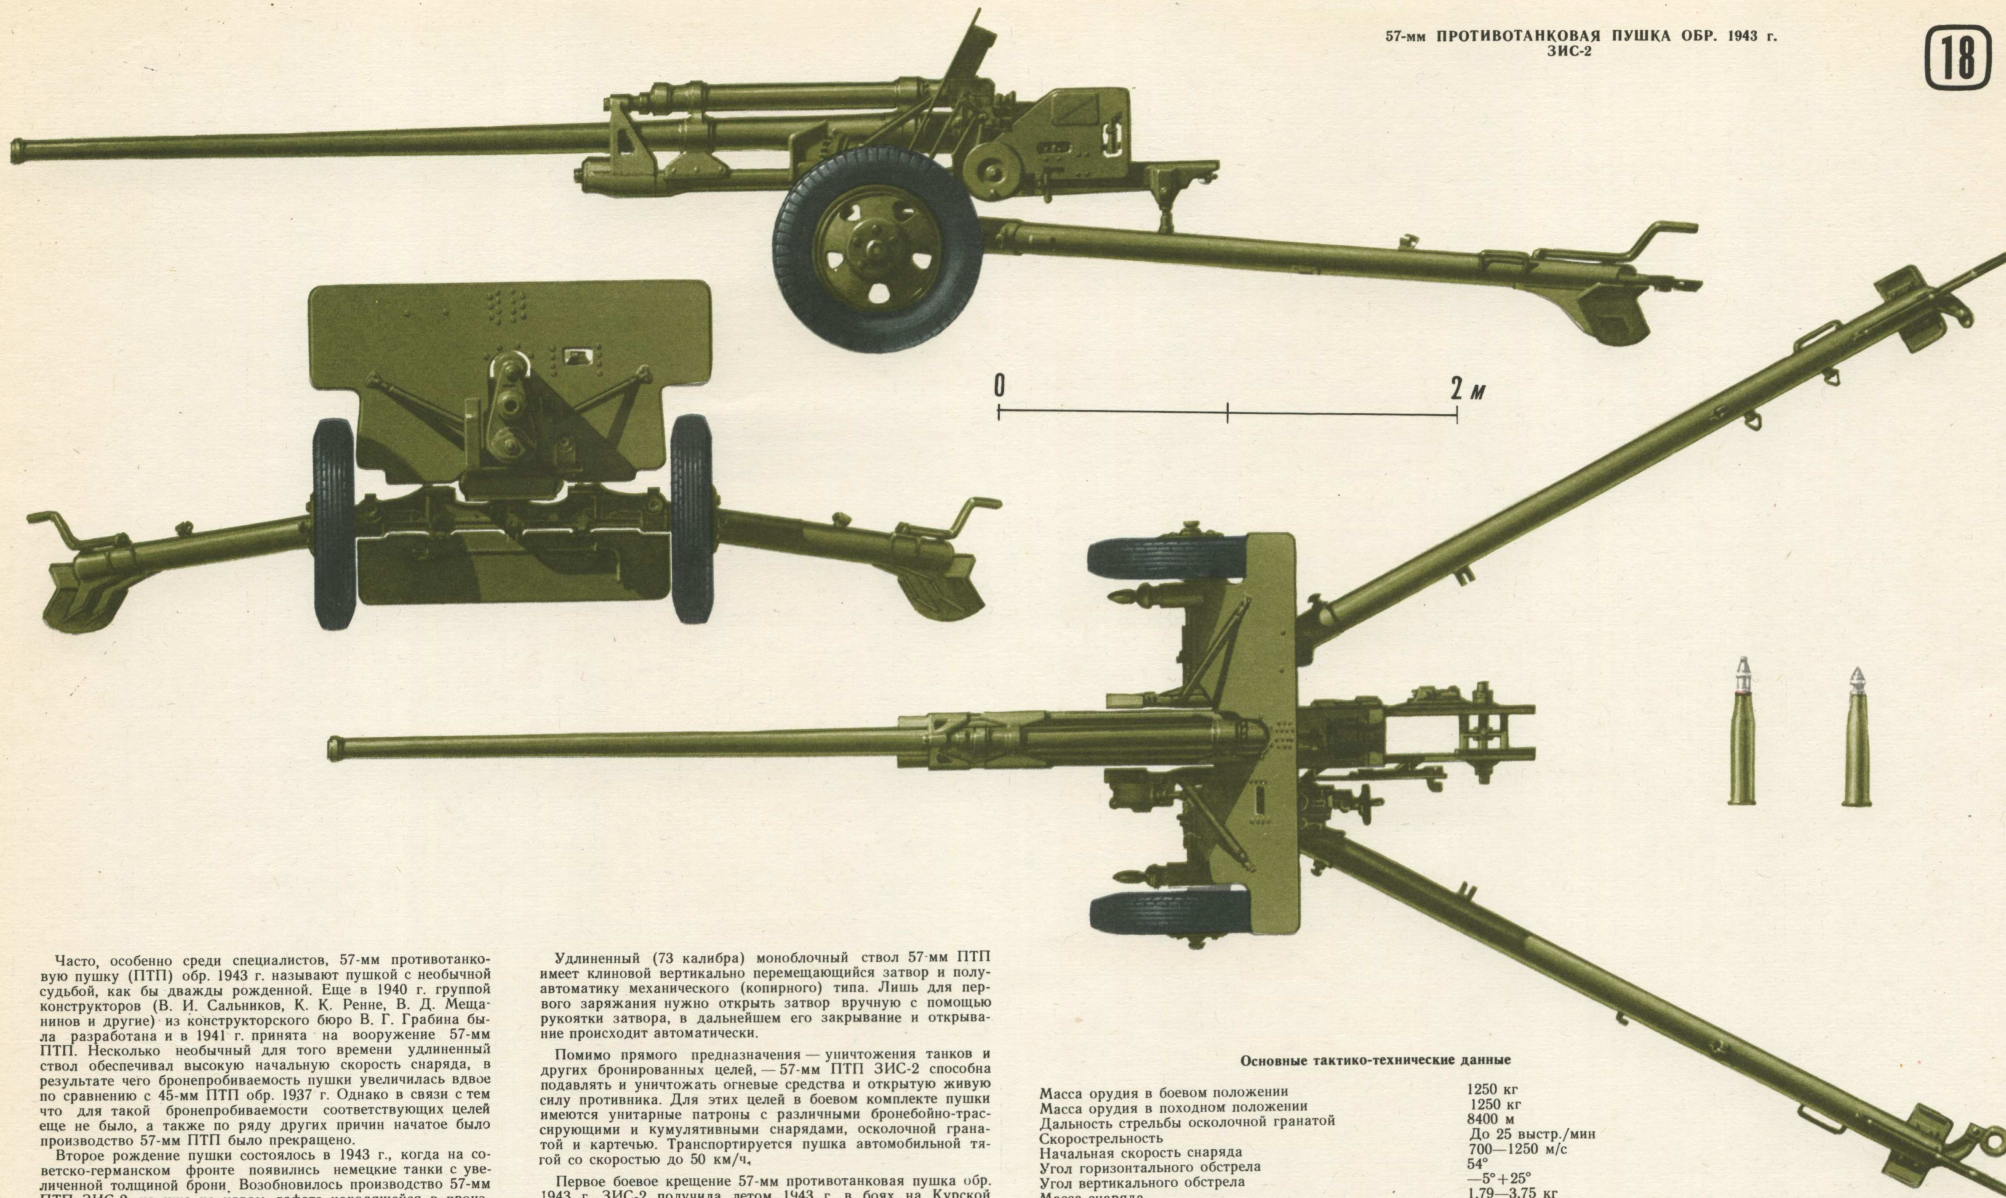 57-мм ПРОТИВОТАНКОВАЯ ПУШКА ОБР. 1943 г.
ЗИС-2
18
0 2 м
Часто, особенно среди специалистов, 57-мм противотанко-
вую пушку (ПТП) обр. 1943 г. называют пушкой с необычной
судьбой, как бы дважды рожденной. Еще в 1940 г. группой
конструкторов (В. И. Сальников, К. К. Ренне, В. Д. Меща-
нинов и другие) из конструкторского бюро В. Г. Грабина бы-
ла разработана и в 1941 г. принята на вооружение 57-мм
ПТП. Несколько необычный для того времени удлиненный
ствол обеспечивал высокую начальную скорость снаряда, в
результате чего бронепробиваемость пушки увеличилась вдвое
по сравнению с 45-мм ПТП обр. 1937 г. Однако в связи с тем
что для такой бронепробиваемости соответствующих целей
еще не было, а также по ряду других причин начатое было
производство 57-мм ПТП было прекращено.
Второе рождение пушки состоялось в 1943 г., когда на со-
ветско-германском фронте появились немецкие танки с уве-
личенной толщиной брони. Возобновилось производство 57-мм
ПТП ЗИС-2
Удлиненный (73 калибра) моноблочный ствол 57-мм ПТП
имеет клиновой вертикально перемещающийся затвор и полу-
автоматику механического (копирного) типа. Лишь для пер-
вого заряжания нужно открыть затвор вручную с помощью
рукоятки затвора, в дальнейшем его закрывание и открыва-
ние происходит автоматически.
Помимо прямого предназначения — уничтожения танков и
других бронированных целей, — 57-мм ПТП ЗИС-2 способна
подавлять и уничтожать огневые средства и открытую живую
силу противника. Для этих целей в боевом комплекте пушки
имеются унитарные патроны с различными бронебойно-трас-
сирующими и кумулятивными снарядами, осколочной грана-
той и картечью. Транспортируется пушка автомобильной тя-
гой со скоростью до 50 км/ч.
Первое боевое крещение 57-мм противотанковая пушка обр.
1943 г. ЗИС-2 получила летом 1943 г. в боях на Курской
Основные тактико-технические данные
Масса орудия в боевом положении 1250 кг
Масса орудия в походном положении 1250 кг
Дальность стрельбы осколочной гранатой 8400 м
Скорострельность До 25 выстр./мин
Начальная скорость снаряда 700—1250 м/с
Угол горизонтального обстрела 54°
Угол вертикального обстрела —5°+25°
Масса снаряда 1,79—3,75 кг